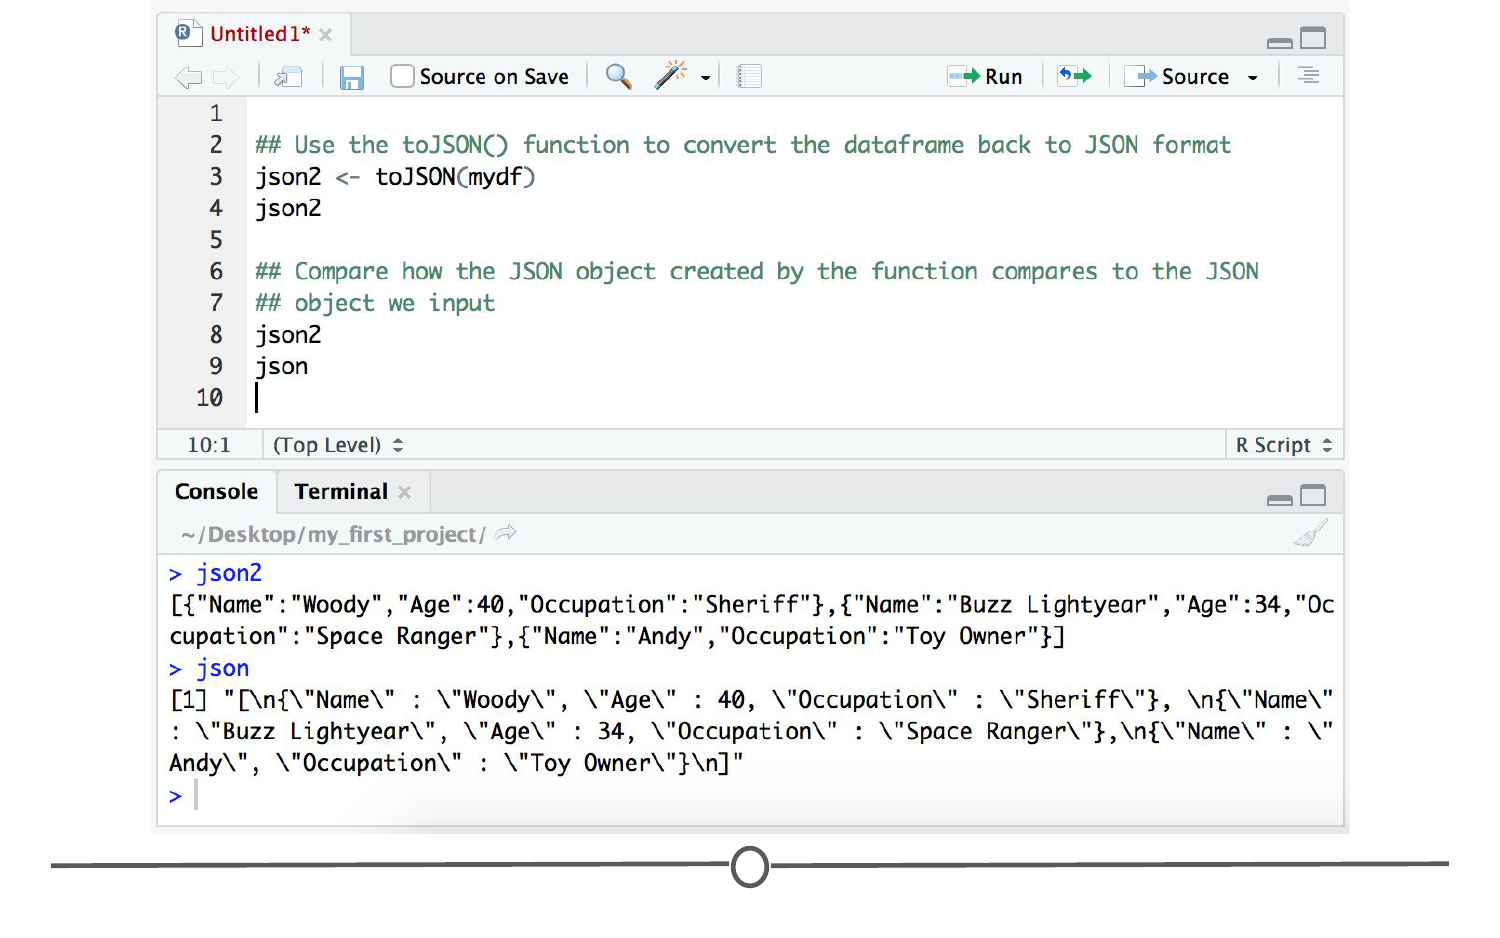 R Untitled1*
Source on Save Run Source
1
2 ## Use the toJSON() function to convert the dataframe back to JSON format
3 json2 <- toJSON(mydf)
4 json2
5
6 ## Compare how the JSON object created by the function compares to the JSON
7 ## object we input
8 json2
9 json
10
10:1 (Top Level) R Script
Console Terminal
~/Desktop/my_first_project/
> json2
[{"Name":"Woody","Age":40,"Occupation":"Sheriff"},{"Name":"Buzz Lightyear","Age":34,"Oc
cupation":"Space Ranger"},{"Name":"Andy","Occupation":"Toy Owner"}]
> json
[1] "[\n{\"Name\" : \"Woody\", \"Age\" : 40, \"Occupation\" : \"Sheriff\"}, \n{\"Name\"
: \"Buzz Lightyear\", \"Age\" : 34, \"Occupation\" : \"Space Ranger\"},\n{\"Name\" : \"
Andy\", \"Occupation\" : \"Toy Owner\"}\n]"
>